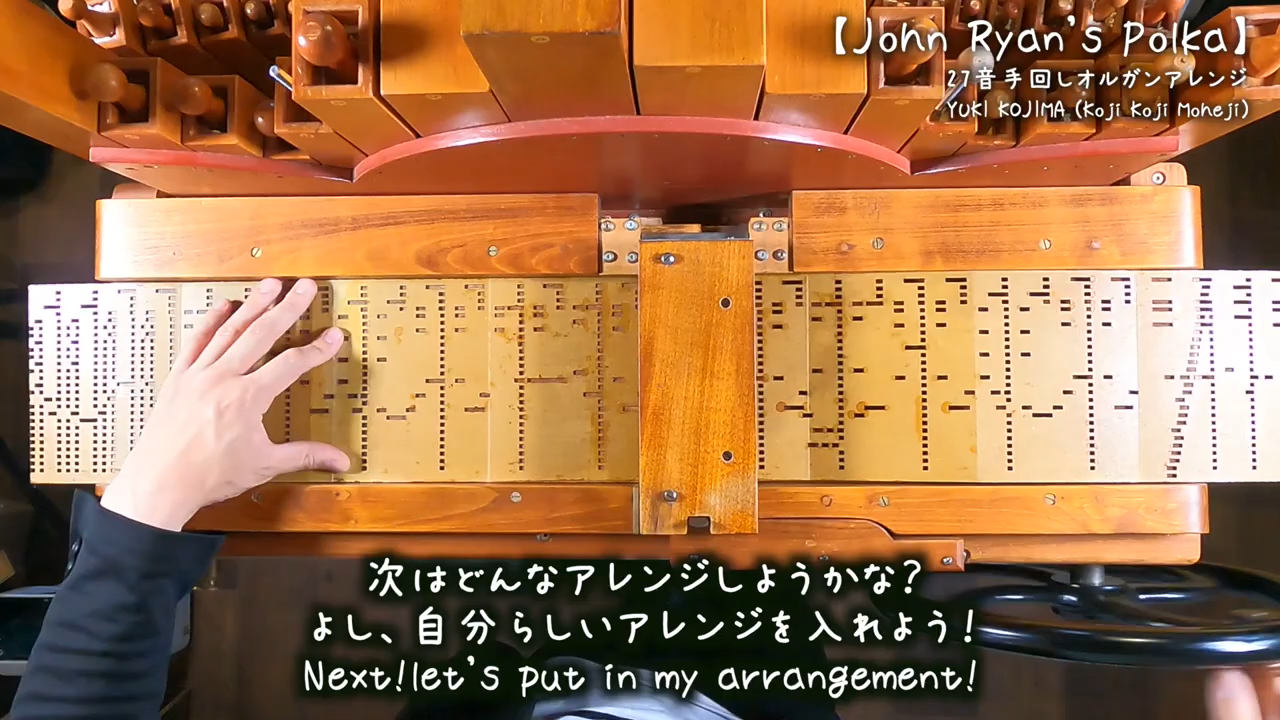 【John Ryan's Polka】
27音手回しオルガンアレンジ
YUKI KOJIMA (Koji Koji Moheji)
次はどんなアレンジしようかな?
よし、自分らしいアレンジを入れよう!
Next!let's put in my arrangement!